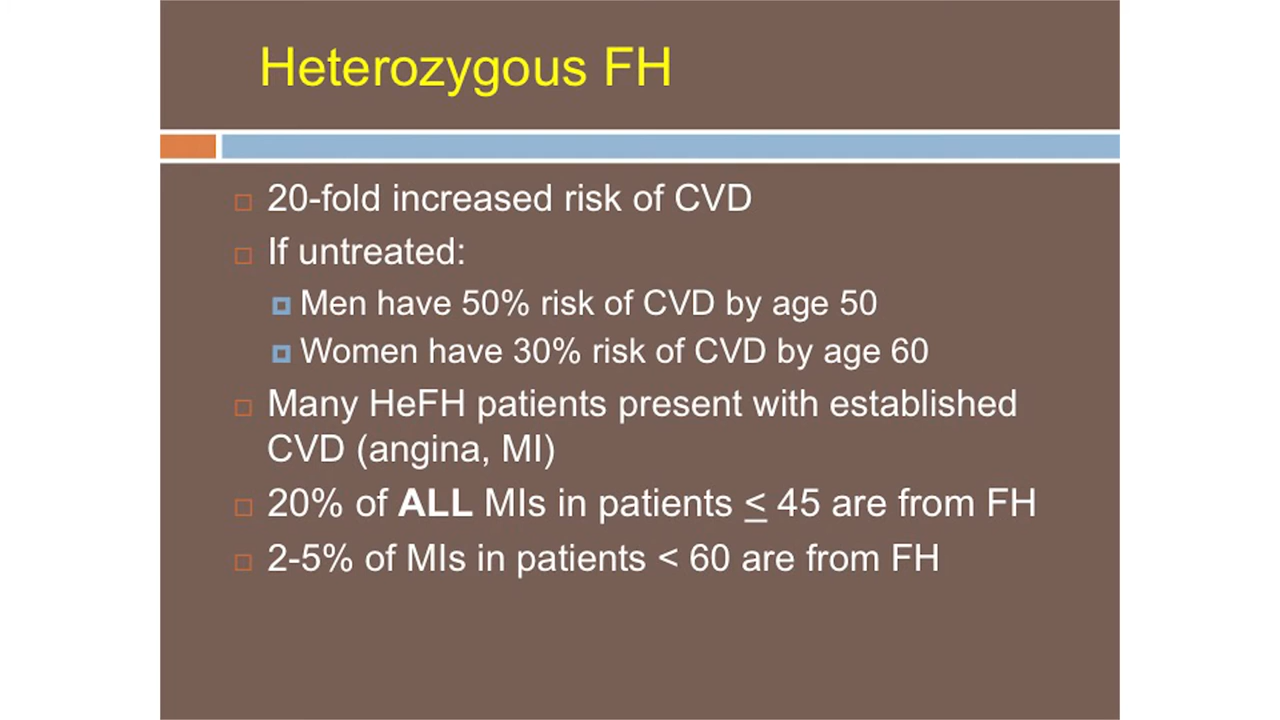 Heterozygous FH
20-fold increased risk of CVD
If untreated:
Men have 50% risk of CVD by age 50
Women have 30% risk of CVD by age 60
Many HeFH patients present with established
CVD (angina, MI)
20% of ALL MIs in patients ≤ 45 are from FH
2-5% of MIs in patients < 60 are from FH